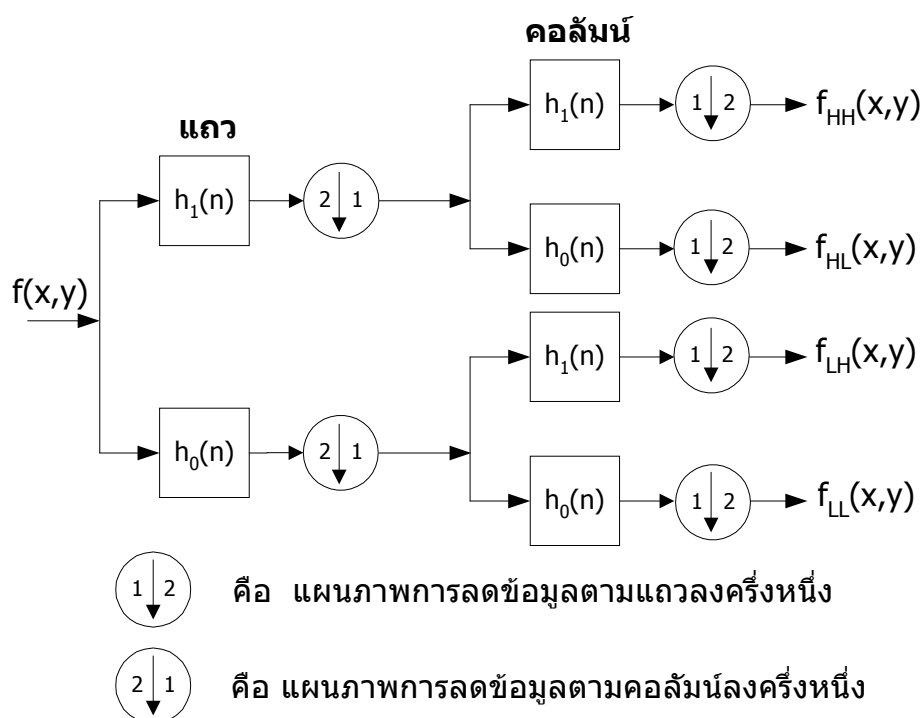 คอลัมน์
h₁(n) 1 2 f_HH(x,y)
แถว
h₁(n) 2 1
h₀(n) 1 2 f_HL(x,y)
f(x,y)
h₁(n) 1 2 f_LH(x,y)
h₀(n) 2 1
h₀(n) 1 2 f_LL(x,y)
1 2 คือ แผนภาพการลดข้อมูลตามแถวลงครึ่งหนึ่ง
2 1 คือ แผนภาพการลดข้อมูลตามคอลัมน์ลงครึ่งหนึ่ง